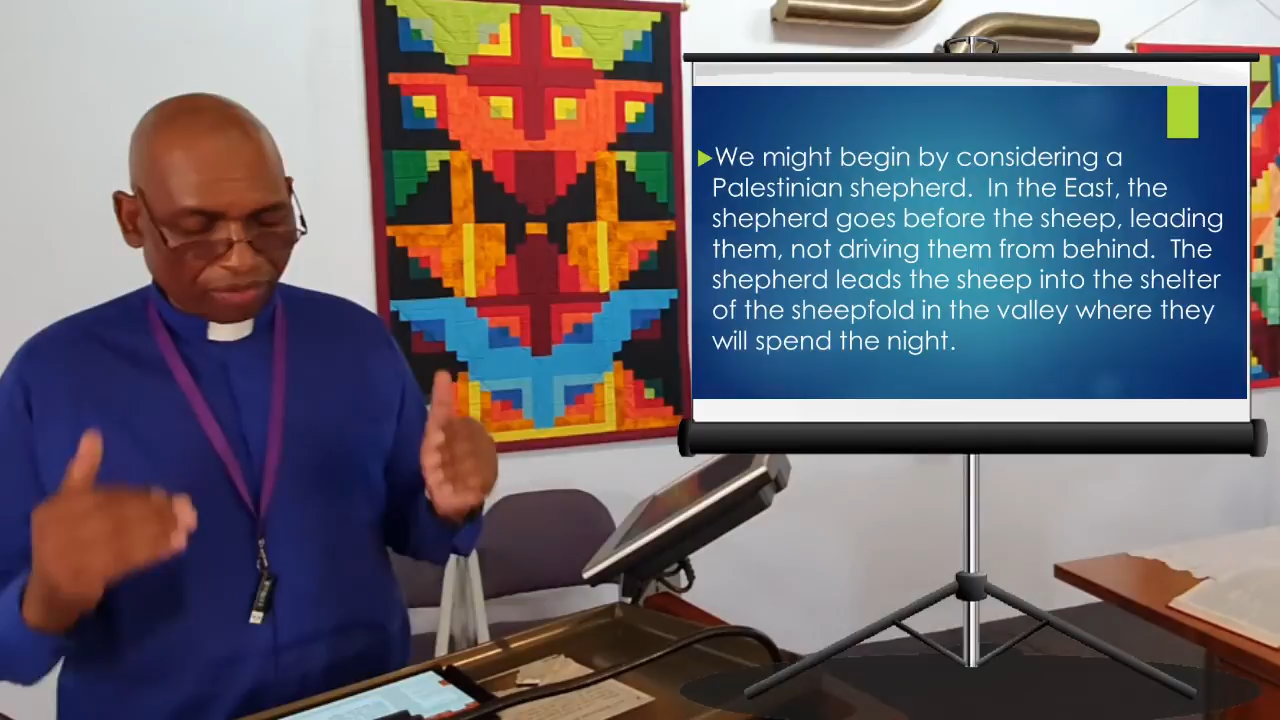 We might begin by considering a
Palestinian shepherd.  In the East, the
shepherd goes before the sheep, leading
them, not driving them from behind.  The
shepherd leads the sheep into the shelter
of the sheepfold in the valley where they
will spend the night.